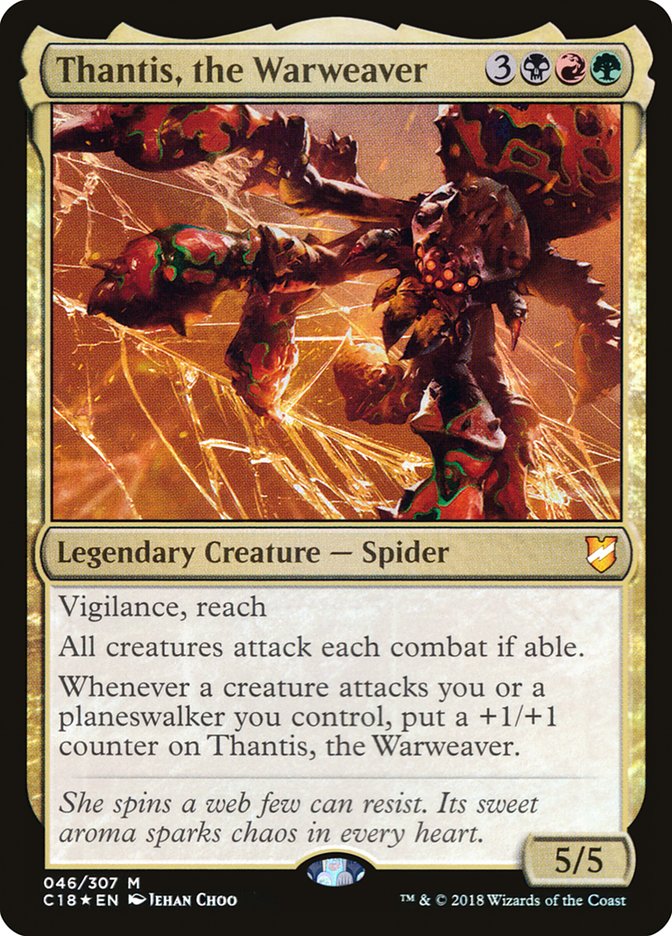 Thantis, the Warweaver 3
Legendary Creature — Spider
Vigilance, reach
All creatures attack each combat if able.
Whenever a creature attacks you or a
planeswalker you control, put a +1/+1
counter on Thantis, the Warweaver.
She spins a web few can resist. Its sweet
aroma sparks chaos in every heart.
5/5
046/307 M
C18★EN Jehan Choo
™ & © 2018 Wizards of the Coast